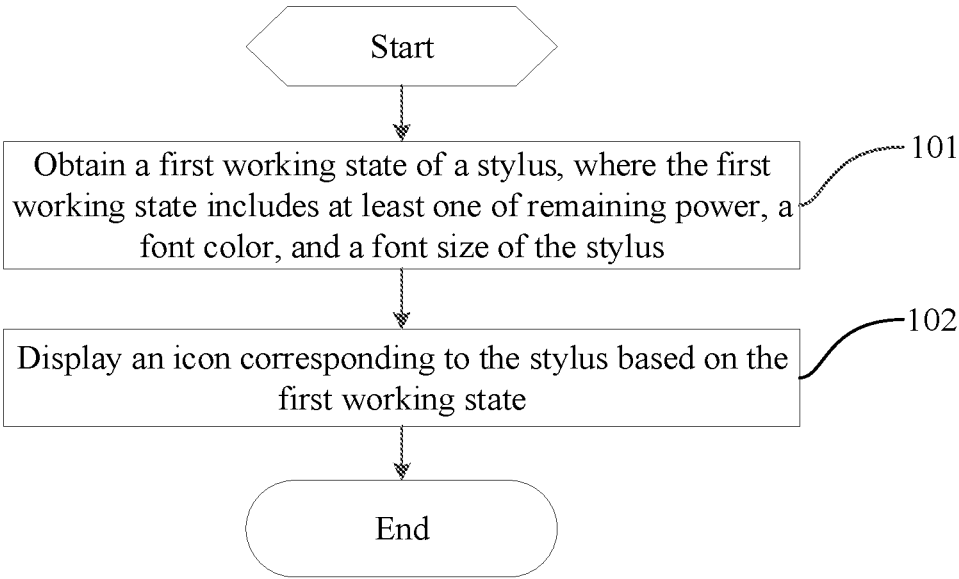 Start
Obtain a first working state of a stylus, where the first
working state includes at least one of remaining power, a
font color, and a font size of the stylus
101
Display an icon corresponding to the stylus based on the
first working state
102
End